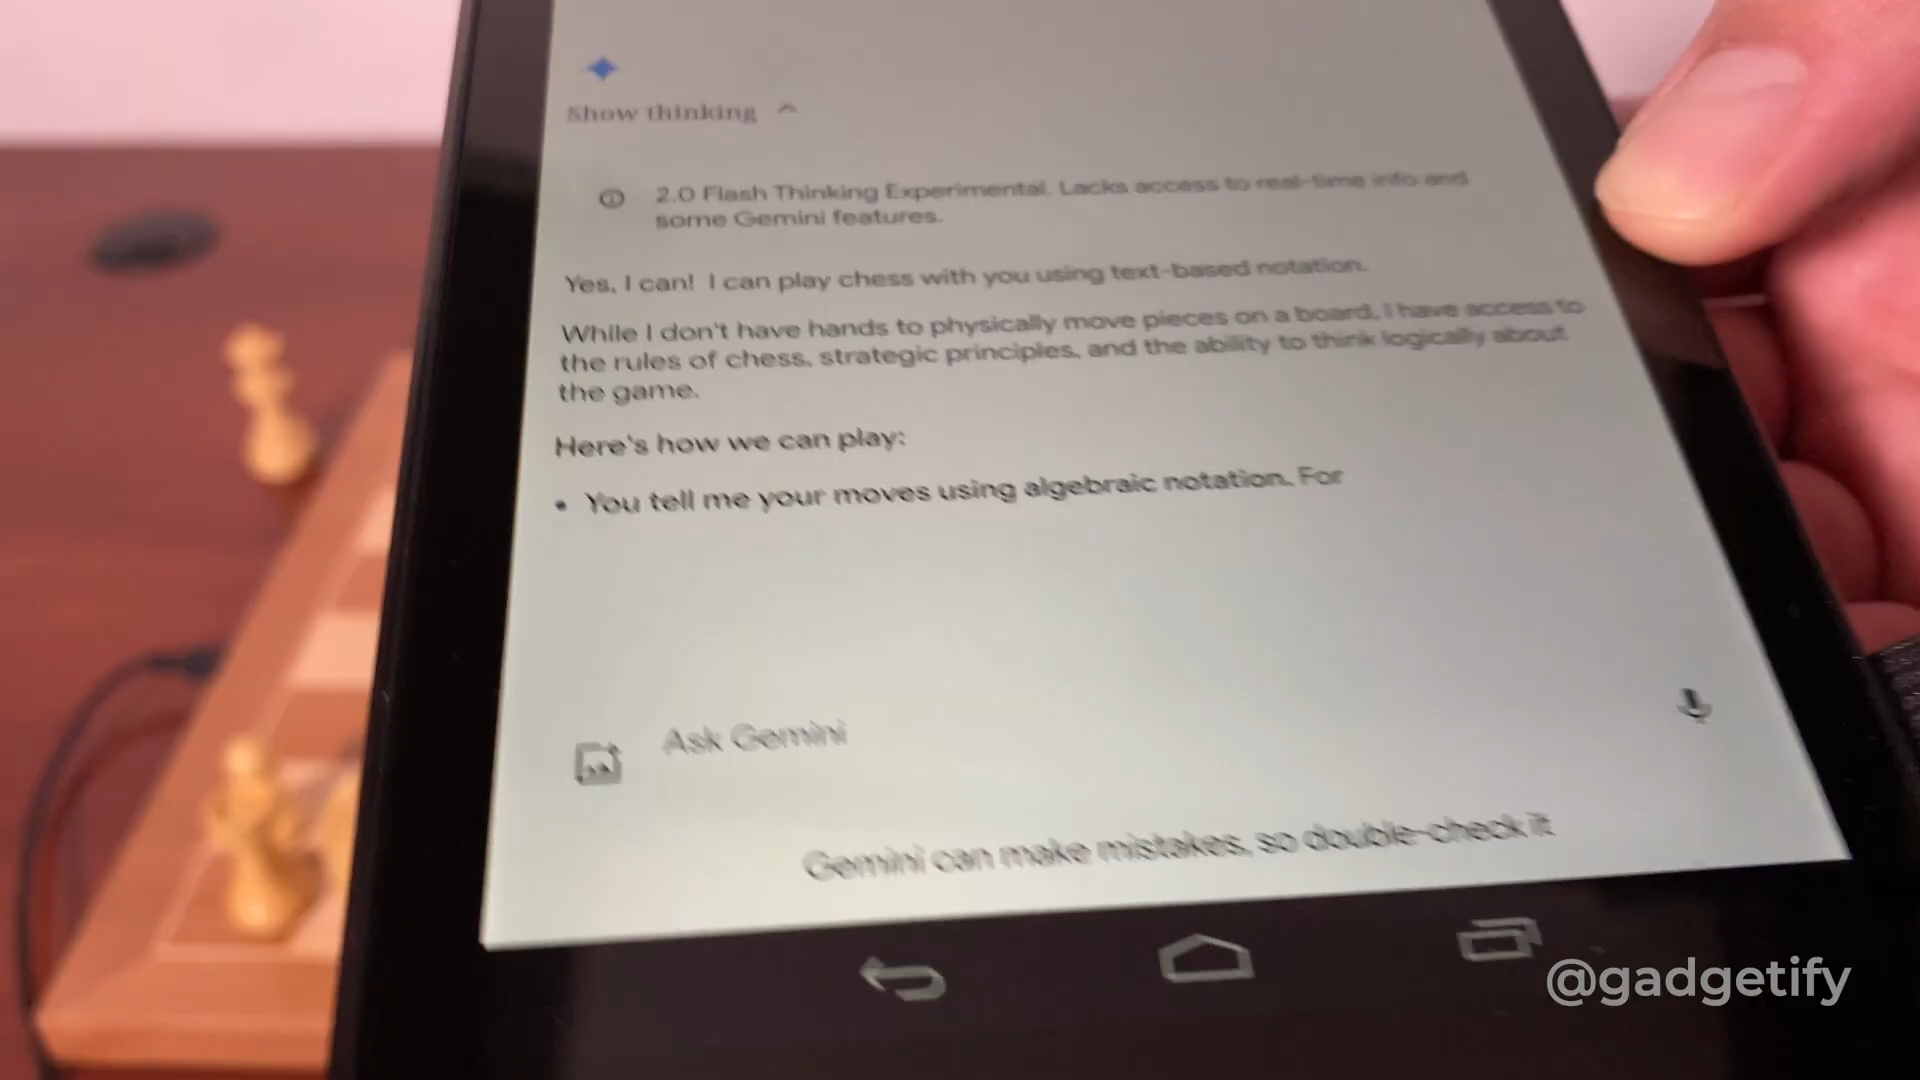 Show thinking
2.0 Flash Thinking Experimental. Lacks access to real-time info and
some Gemini features.
Yes, I can! I can play chess with you using text-based notation.
While I don't have hands to physically move pieces on a board, I have access to
the rules of chess, strategic principles, and the ability to think logically about
the game.
Here's how we can play:
• You tell me your moves using algebraic notation. For
Ask Gemini
Gemini can make mistakes, so double-check it
@gadgetify